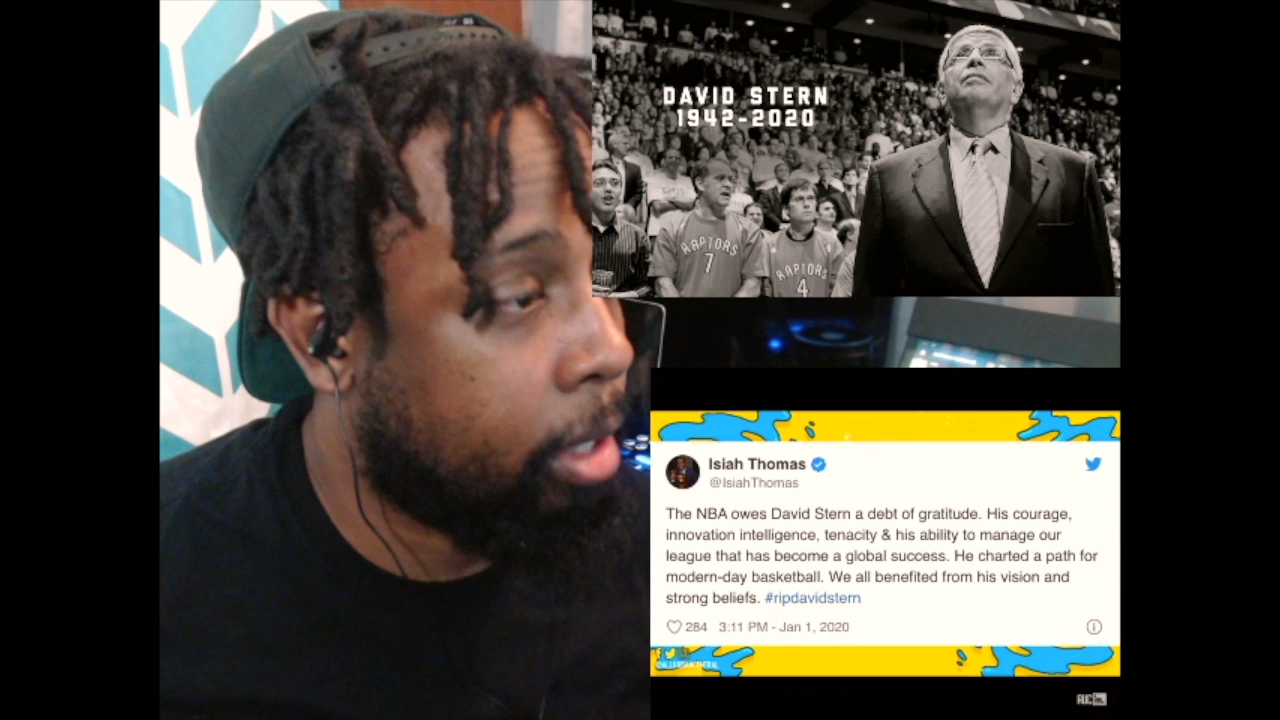 DAVID STERN
1942-2020
RAPTORS
7
RAPTORS
4
Isiah Thomas
@IsiahThomas
The NBA owes David Stern a debt of gratitude. His courage,
innovation intelligence, tenacity & his ability to manage our
league that has become a global success. He charted a path for
modern-day basketball. We all benefited from his vision and
strong beliefs. #ripdavidstern
284 3:11 PM - Jan 1, 2020